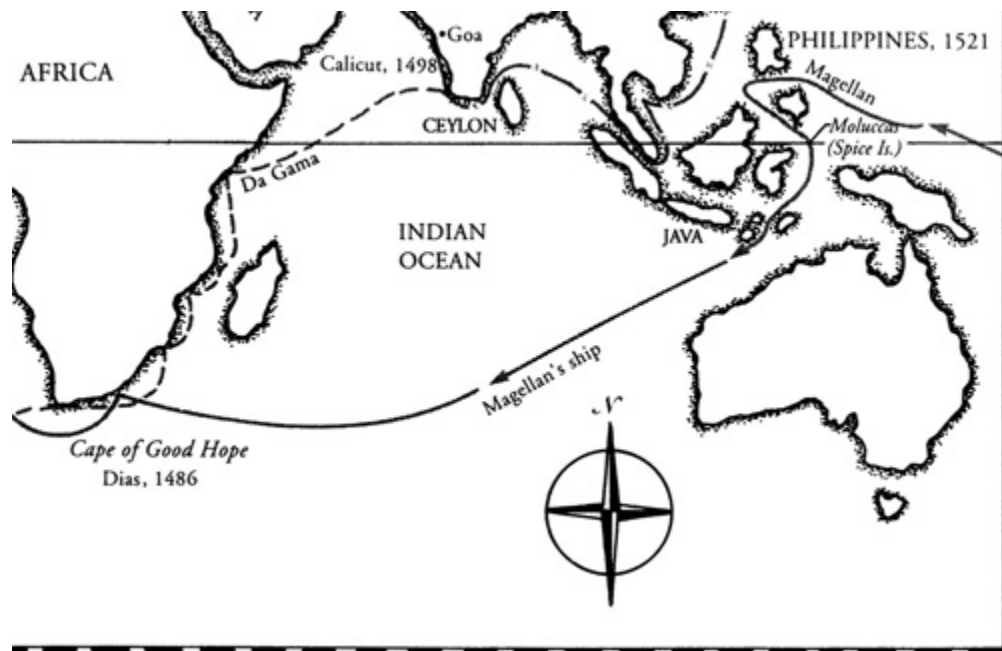 •Goa
PHILIPPINES, 1521
AFRICA
Calicut, 1498
Magellan
CEYLON
Moluccas
(Spice Is.)
Da Gama
INDIAN
OCEAN
JAVA
Magellan's ship
N
Cape of Good Hope
Dias, 1486